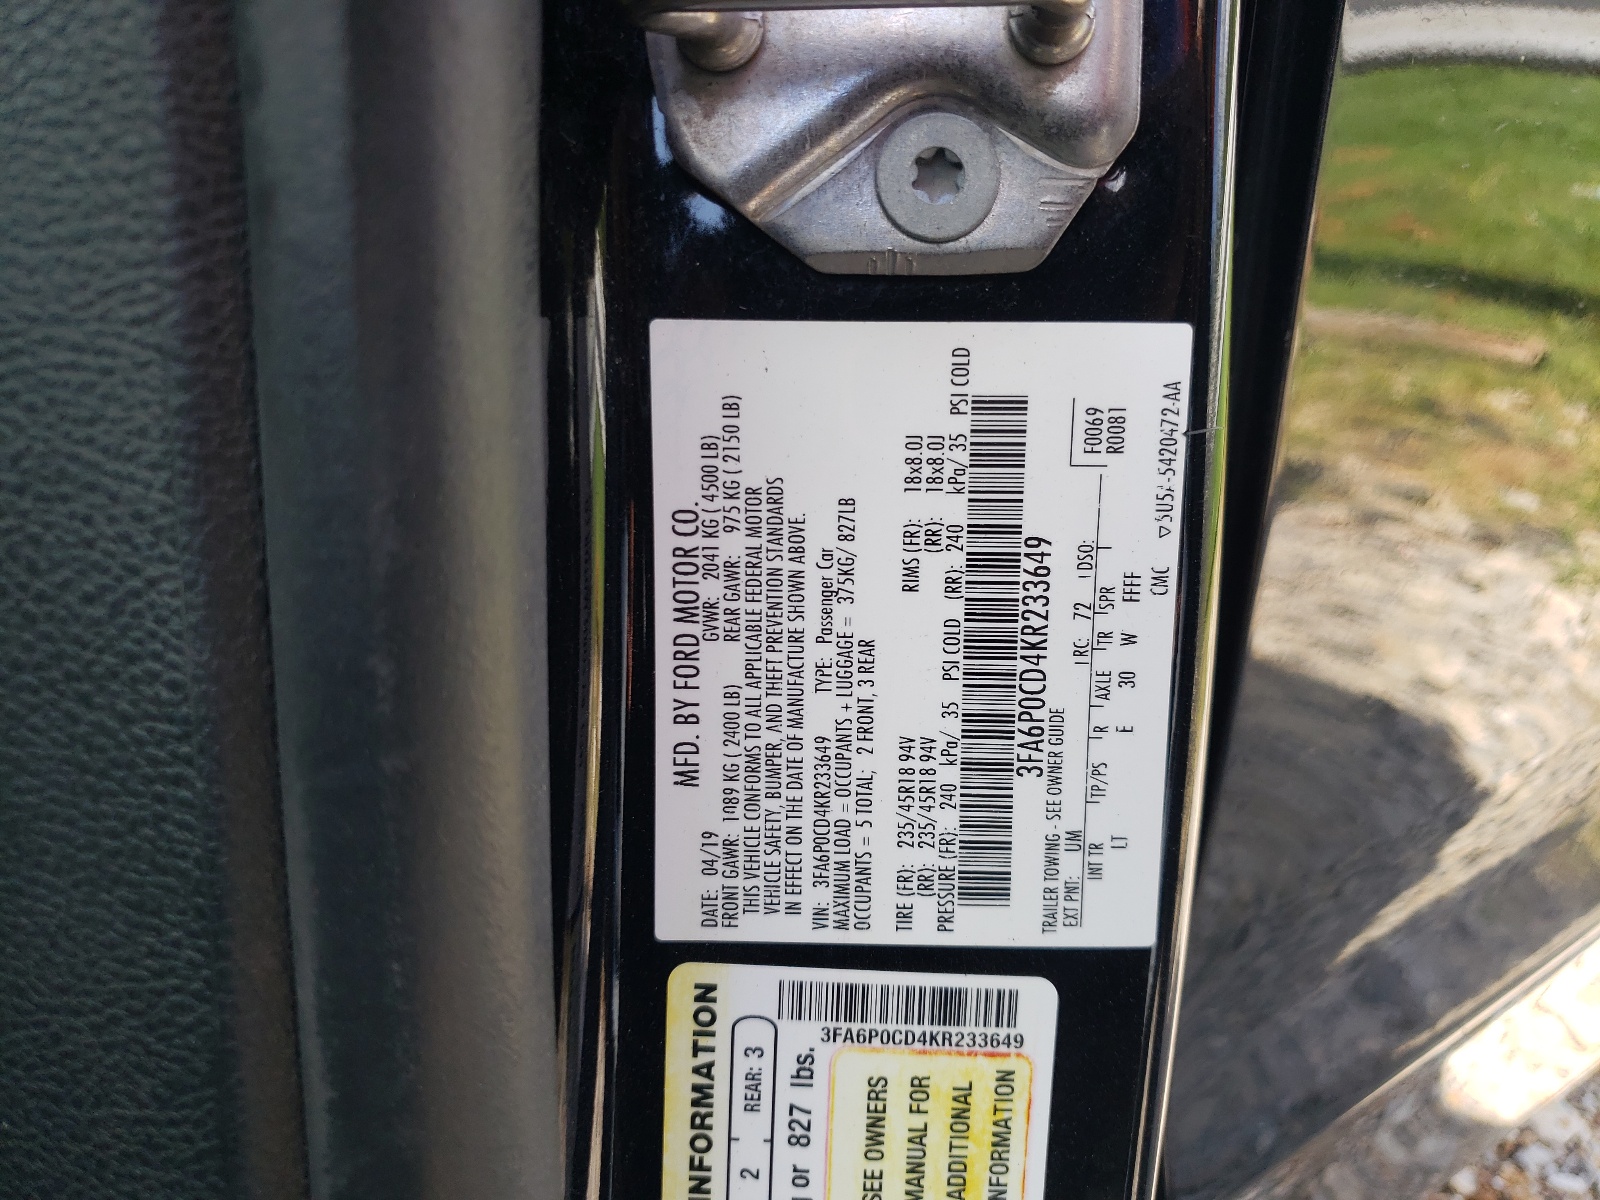 MFD. BY FORD MOTOR CO.
DATE: 04/19 GVWR: 2041 KG ( 4500 LB)
FRONT GAWR: 1089 KG ( 2400 LB) REAR GAWR: 975 KG ( 2150 LB)
THIS VEHICLE CONFORMS TO ALL APPLICABLE FEDERAL MOTOR
VEHICLE SAFETY, BUMPER, AND THEFT PREVENTION STANDARDS
IN EFFECT ON THE DATE OF MANUFACTURE SHOWN ABOVE.
VIN: 3FA6P0CD4KR233649 TYPE: Passenger Car
MAXIMUM LOAD = OCCUPANTS + LUGGAGE = 375KG/ 827LB
OCCUPANTS = 5 TOTAL; 2 FRONT, 3 REAR
TIRE (FR): 235/45R18 94V RIMS (FR): 18x8.0J
(RR): 235/45R18 94V (RR): 18x8.0J
PRESSURE (FR): 240 kPa/ 35 PSI COLD (RR): 240 kPa/ 35 PSI COLD
3FA6P0CD4KR233649
TRAILER TOWING - SEE OWNER GUIDE
EXT PNT: UM RC: 72 DSO: F0069
INT TR TP/PS R AXLE TR SPR R0081
LT E 30 W FFF
CMC 5420472-AA
INFORMATION
2 REAR: 3
or 827 lbs.
3FA6P0CD4KR233649
SEE OWNERS
MANUAL FOR
ADDITIONAL
INFORMATION